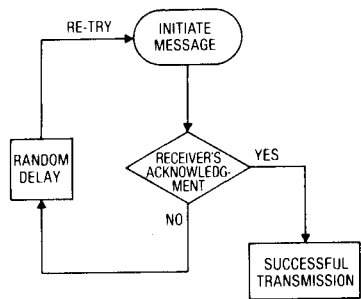 RE-TRY
INITIATE
MESSAGE
RANDOM
DELAY
RECEIVER'S
ACKNOWLEDG-
MENT
YES
NO
SUCCESSFUL
TRANSMISSION